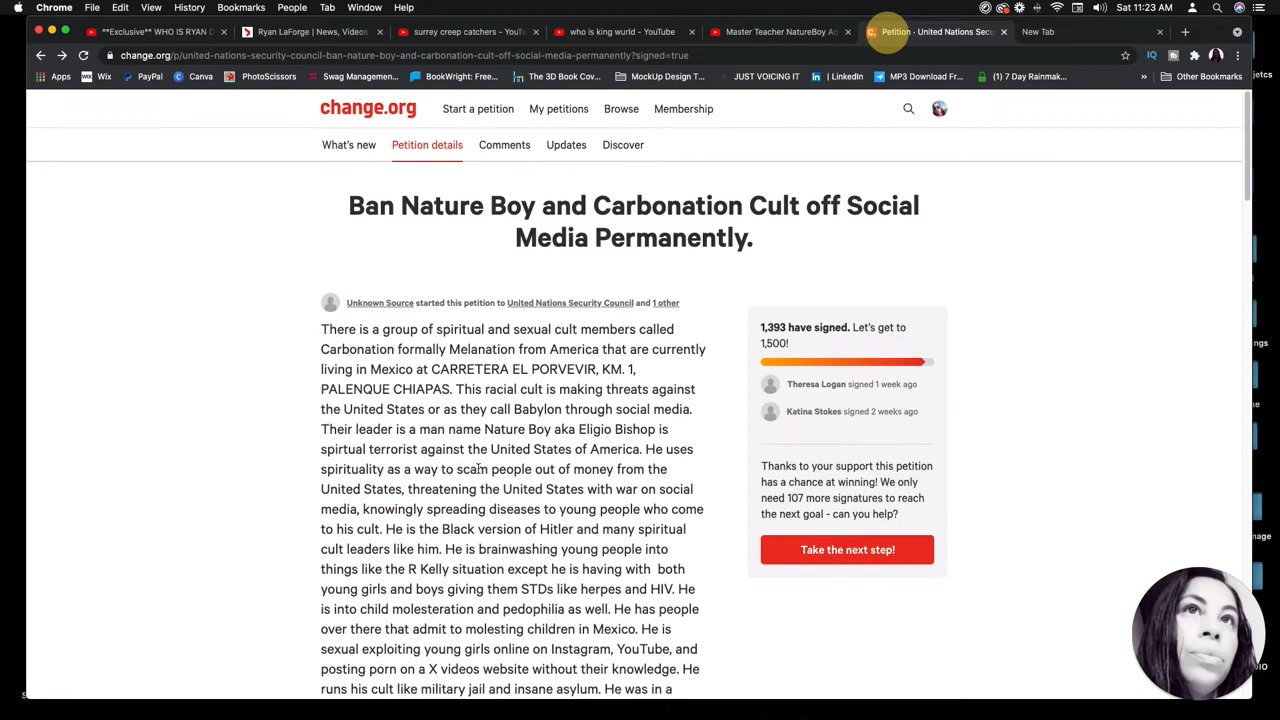 Chrome File Edit View History Bookmarks People Tab Window Help Sat 11:23 AM
**Exclusive** WHO IS RYAN D × Ryan LaForge | News, Videos × surrey creep catchers - YouTu × who is king wurld - YouTube × Master Teacher NatureBoy Ad × Petition · United Nations Secu × New Tab ×
change.org/p/united-nations-security-council-ban-nature-boy-and-carbonation-cult-off-social-media-permanently?signed=true
Apps Wix PayPal Canva PhotoScissors BookWright: F... The 3D Book Cov... MockUp Design T... JUST VOICING IT LinkedIn MP3 Download Fr... (1) 7 Day Rainmak... Other Bookmarks
change.org Start a petition My petitions Browse Membership
What's new Petition details Comments Updates Discover
Ban Nature Boy and Carbonation Cult off Social
Media Permanently.
Unknown Source started this petition to United Nations Security Council and 1 other
There is a group of spiritual and sexual cult members called
Carbonation formally Melanation from America that are currently
living in Mexico at CARRETERA EL PORVEVIR, KM. 1,
PALENQUE CHIAPAS. This racial cult is making threats against
the United States or as they call Babylon through social media.
Their leader is a man name Nature Boy aka Eligio Bishop is
spirtual terrorist against the United States of America. He uses
spirituality as a way to scam people out of money from the
United States, threatening the United States with war on social
media, knowingly spreading diseases to young people who come
to his cult. He is the Black version of Hitler and many spiritual
cult leaders like him. He is brainwashing young people into
things like the R Kelly situation except he is having with both
young girls and boys giving them STDs like herpes and HIV. He
is into child molesteration and pedophilia as well. He has people
over there that admit to molesting children in Mexico. He is
sexual exploiting young girls online on Instagram, YouTube, and
posting porn on a X videos website without their knowledge. He
runs his cult like military jail and insane asylum. He was in a
1,393 have signed. Let's get to
1,500!
Theresa Logan signed 1 week ago
Katina Stokes signed 2 weeks ago
Thanks to your support this petition
has a chance at winning! We only
need 107 more signatures to reach
the next goal - can you help?
Take the next step!